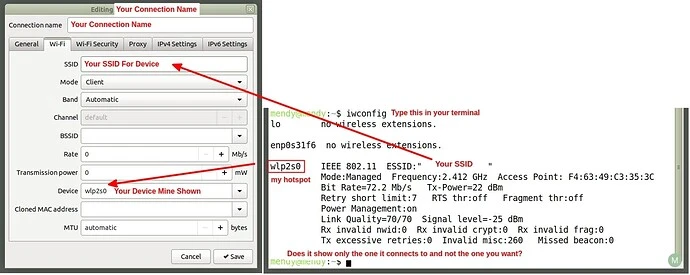 Editing Your Connection Name
Connection name Your Connection Name
General Wi-Fi Wi-Fi Security Proxy IPv4 Settings IPv6 Settings
SSID Your SSID For Device
Mode Client
Band Automatic
Channel default - +
BSSID
Rate 0 - + Mb/s
Transmission power 0 - + mW
Device wlp2s0 Your Device Mine Shown
Cloned MAC address
MTU automatic - + bytes
Cancel Save
mendy@mendy:~$ iwconfig Type this in your terminal
lo no wireless extensions.
enp0s31f6 no wireless extensions.
Your SSID
wlp2s0 IEEE 802.11 ESSID:" "
my hotspot Mode:Managed Frequency:2.412 GHz Access Point: F4:63:49:C3:35:3C
Bit Rate=72.2 Mb/s Tx-Power=22 dBm
Retry short limit:7 RTS thr:off Fragment thr:off
Power Management:on
Link Quality=70/70 Signal level=-25 dBm
Rx invalid nwid:0 Rx invalid crypt:0 Rx invalid frag:0
Tx excessive retries:0 Invalid misc:260 Missed beacon:0
Does it show only the one it connects to and not the one you want?
mendy@mendy:~$
M